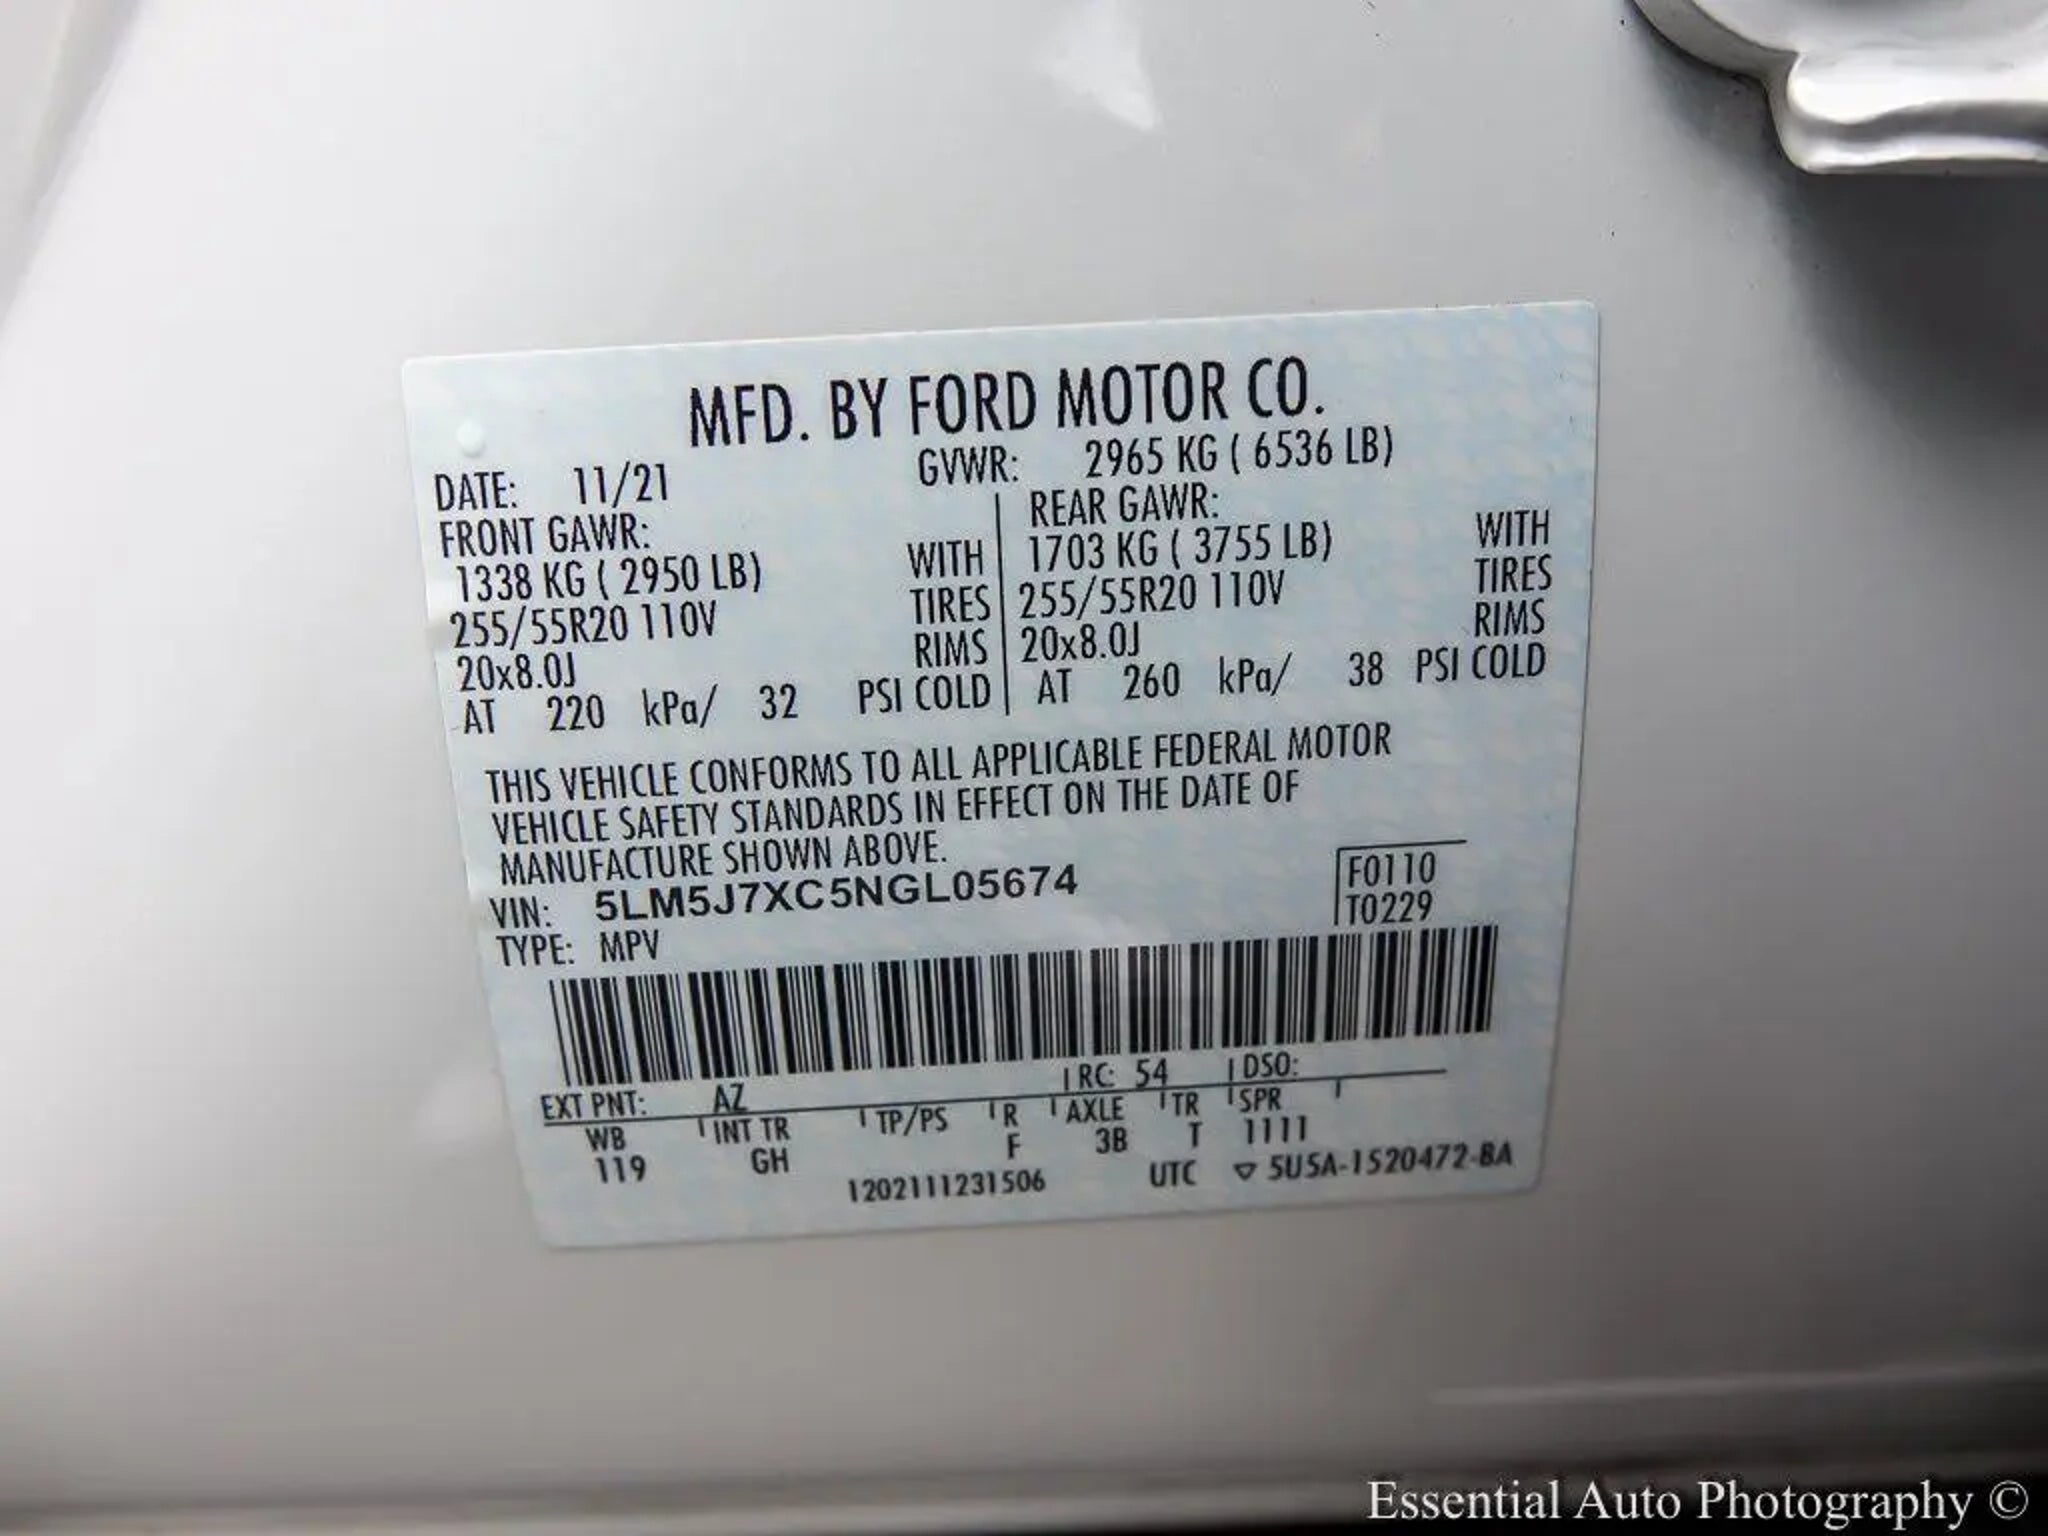 MFD. BY FORD MOTOR CO.
DATE: 11/21 GVWR: 2965 KG ( 6536 LB)
FRONT GAWR: REAR GAWR:
1338 KG ( 2950 LB) WITH 1703 KG ( 3755 LB) WITH
255/55R20 110V TIRES 255/55R20 110V TIRES
20x8.0J RIMS 20x8.0J RIMS
AT 220 kPa/ 32 PSI COLD AT 260 kPa/ 38 PSI COLD
THIS VEHICLE CONFORMS TO ALL APPLICABLE FEDERAL MOTOR
VEHICLE SAFETY STANDARDS IN EFFECT ON THE DATE OF
MANUFACTURE SHOWN ABOVE.
VIN: 5LM5J7XC5NGL05674 F0110
TYPE: MPV T0229
EXT PNT: AZ RC: 54 DSO:
WB INT TR TP/PS R AXLE TR SPR
119 GH F 3B T 1111
1202111231506 UTC ▽ 5U5A-1520472-BA
Essential Auto Photography ©